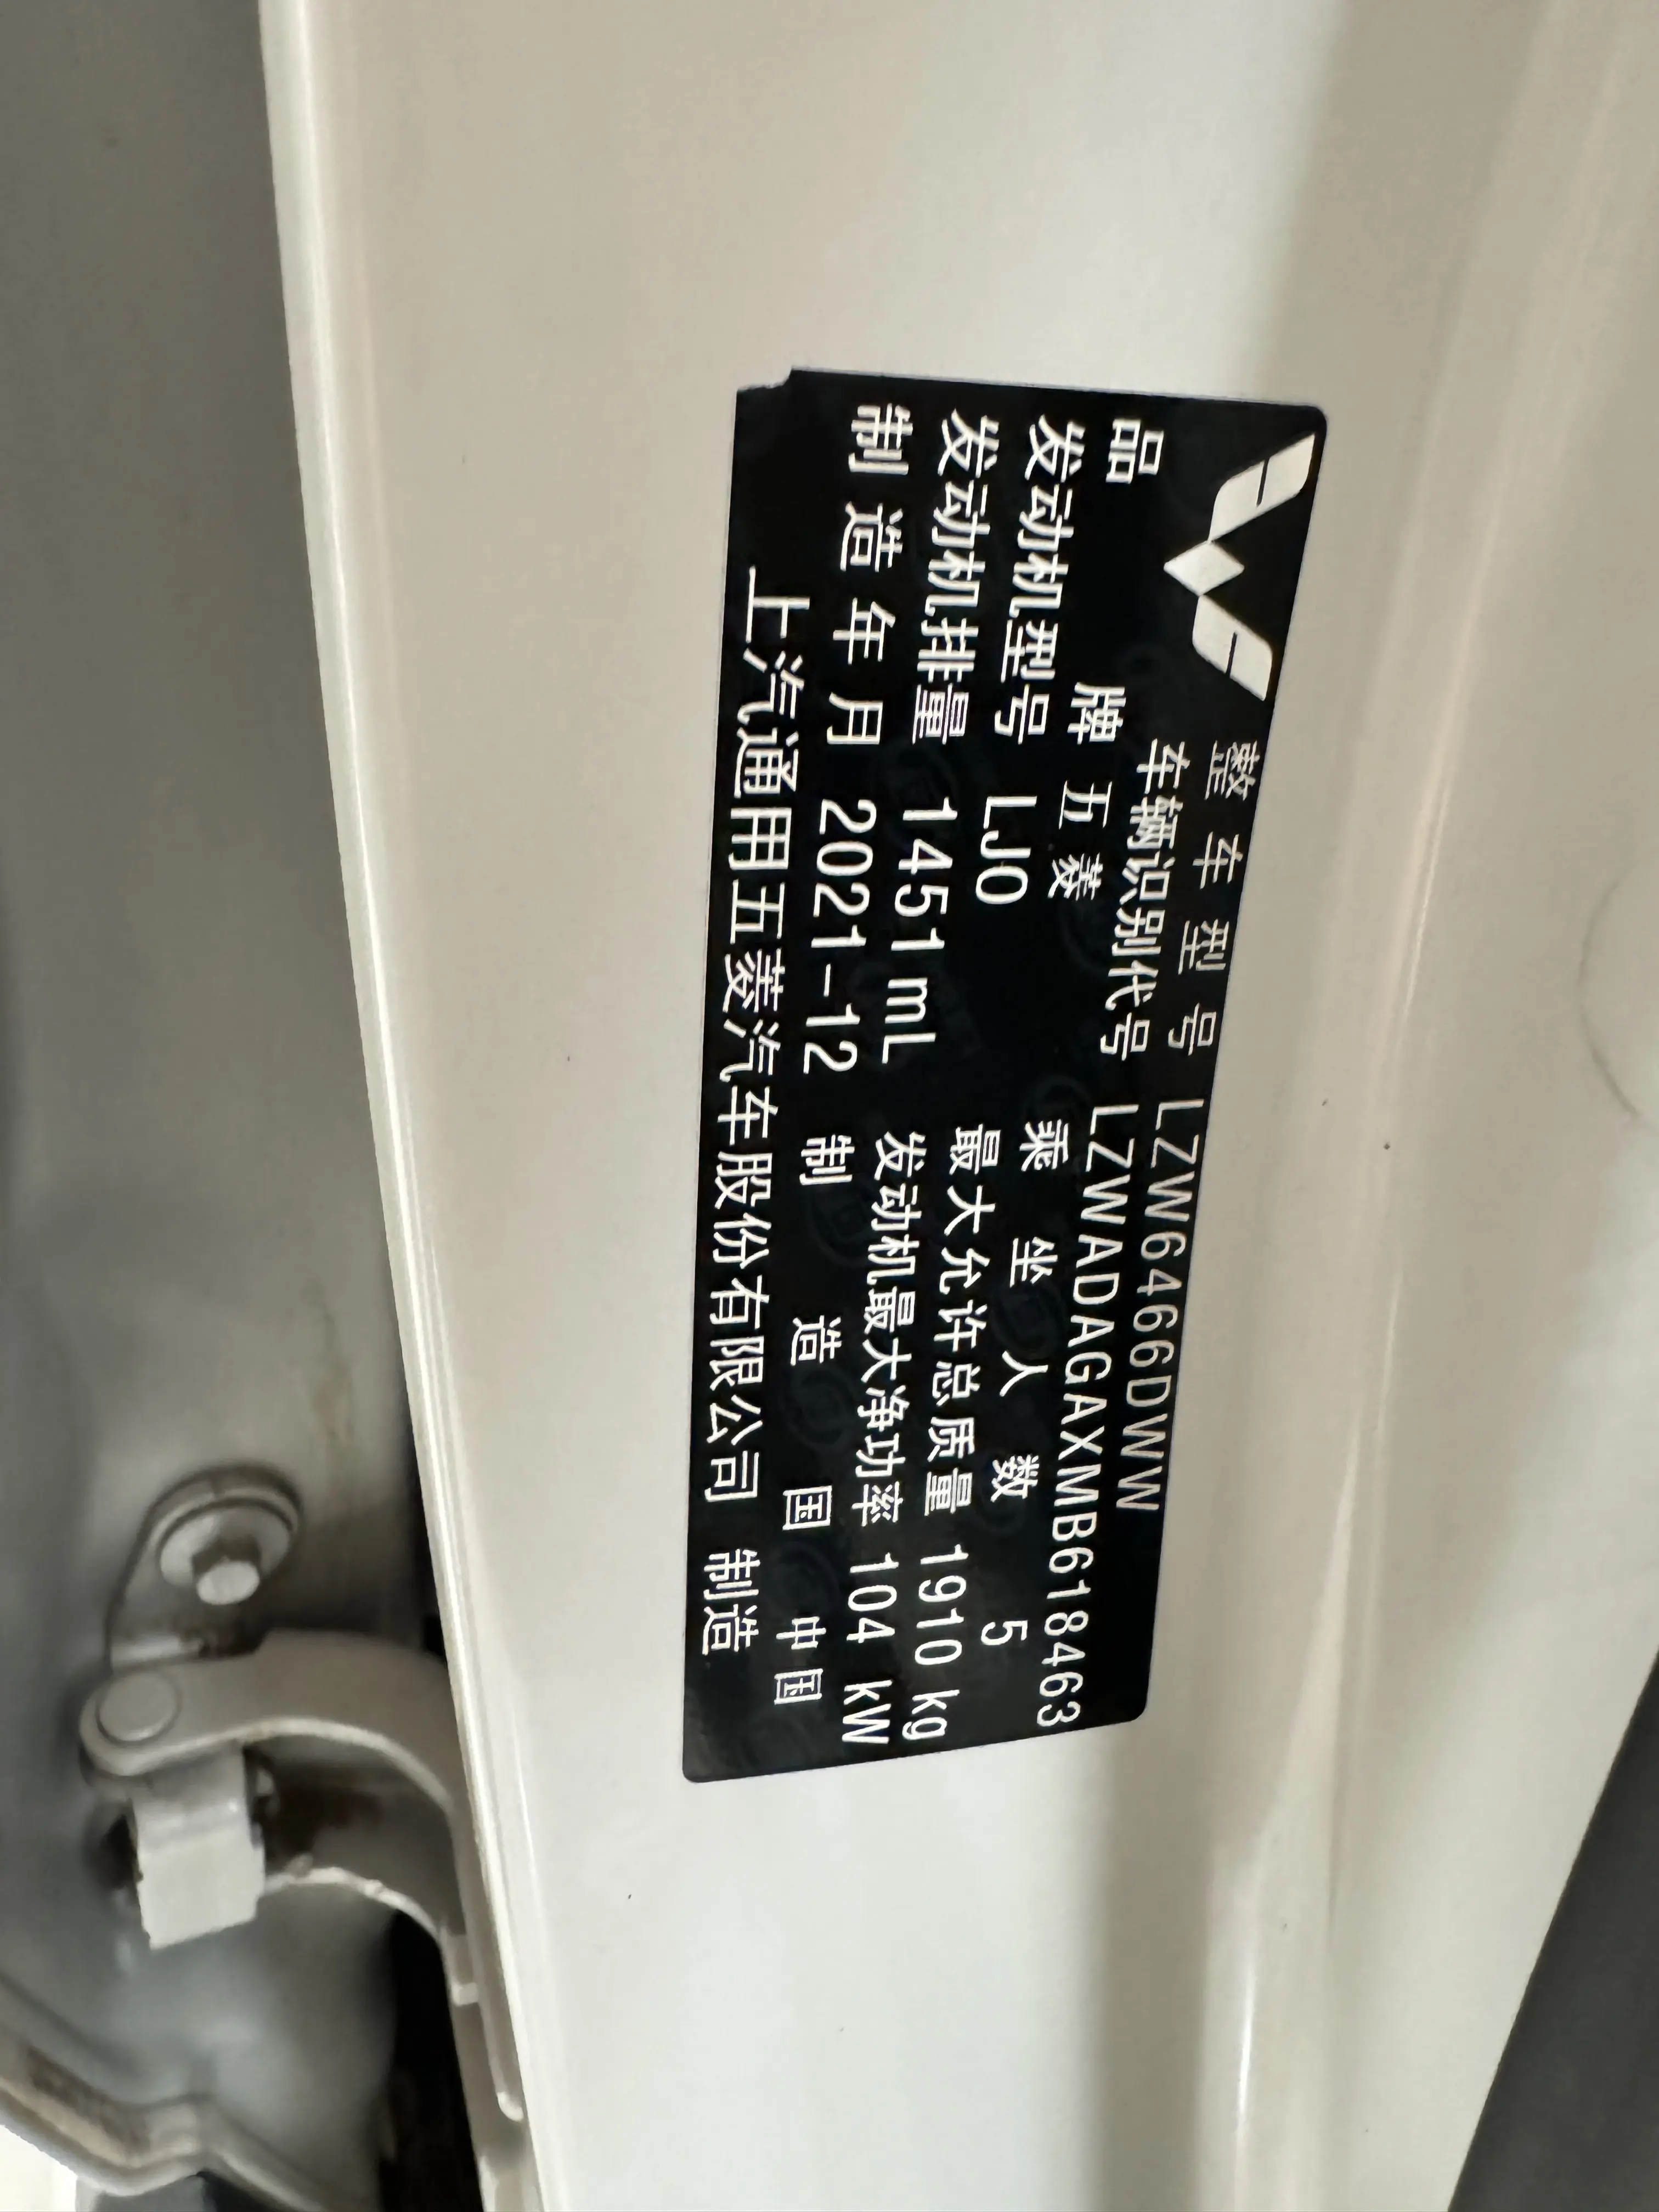 整车型号 LZW6466DWW
车辆识别代号 LZWADAGAXMB618463
品牌 五菱 乘坐人数 5
发动机型号 LJO 最大允许总质量 1910 kg
发动机排量 1451 mL 发动机最大净功率 104 kW
制造年月 2021-12 制造国 中国
上汽通用五菱汽车股份有限公司 制造